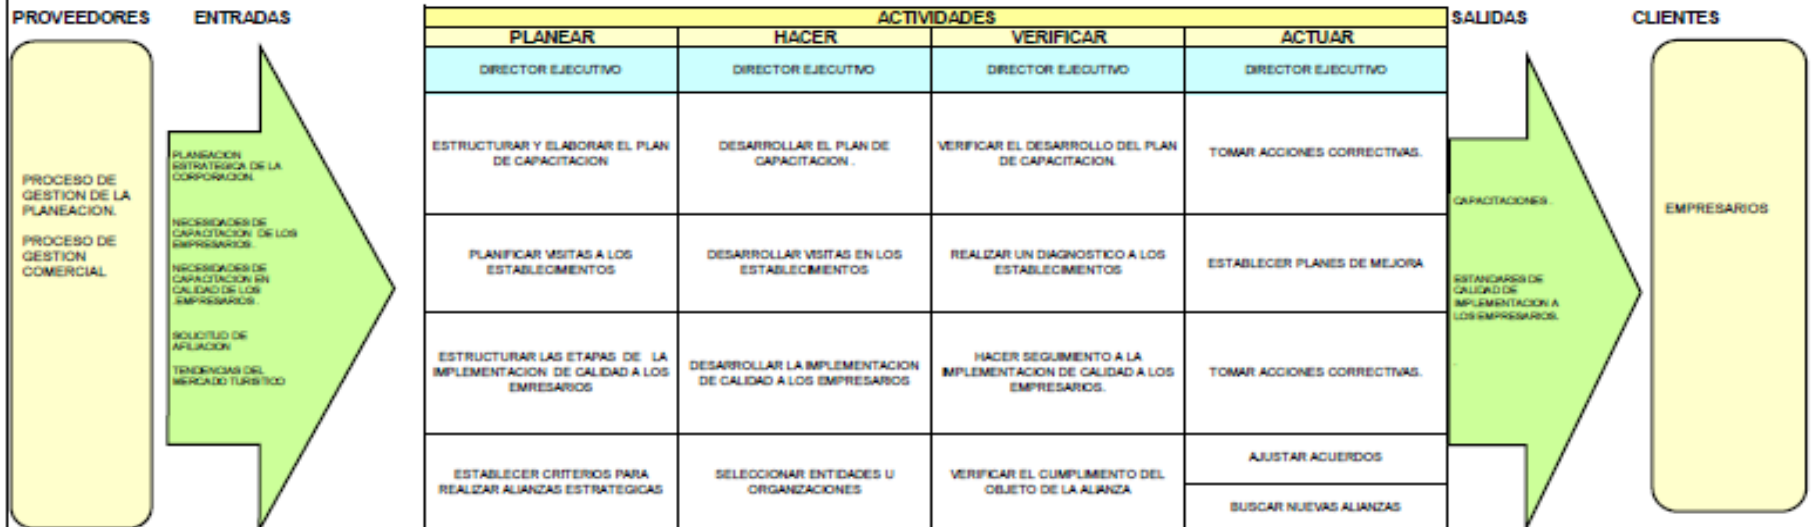 PROVEEDORES
ENTRADAS
ACTIVIDADES
SALIDAS
CLIENTES
PLANEAR
HACER
VERIFICAR
ACTUAR
DIRECTOR EJECUTIVO
DIRECTOR EJECUTIVO
DIRECTOR EJECUTIVO
DIRECTOR EJECUTIVO
PROCESO DE
GESTION DE LA
PLANEACION.
PROCESO DE
GESTION
COMERCIAL
PLANEACION
ESTRATEGICA DE LA
CORPORACION.
NECESIDADES DE
CAPACITACION DE LOS
EMPRESARIOS.
NECESIDADES DE
CAPACITACION EN
CALIDAD DE LOS
.EMPRESARIOS.
SOLICITUD DE
AFILIACION
TENDENCIAS DEL
MERCADO TURISTICO
ESTRUCTURAR Y ELABORAR EL PLAN
DE CAPACITACION
DESARROLLAR EL PLAN DE
CAPACITACION .
VERIFICAR EL DESARROLLO DEL PLAN
DE CAPACITACION.
TOMAR ACCIONES CORRECTIVAS.
PLANIFICAR VISITAS A LOS
ESTABLECIMIENTOS
DESARROLLAR VISITAS EN LOS
ESTABLECIMIENTOS
REALIZAR UN DIAGNOSTICO A LOS
ESTABLECIMIENTOS
ESTABLECER PLANES DE MEJORA
ESTRUCTURAR LAS ETAPAS DE LA
IMPLEMENTACION DE CALIDAD A LOS
EMRESARIOS
DESARROLLAR LA IMPLEMENTACION
DE CALIDAD A LOS EMPRESARIOS
HACER SEGUIMIENTO A LA
IMPLEMENTACION DE CALIDAD A LOS
EMPRESARIOS.
TOMAR ACCIONES CORRECTIVAS.
ESTABLECER CRITERIOS PARA
REALIZAR ALIANZAS ESTRATEGICAS
SELECCIONAR ENTIDADES U
ORGANIZACIONES
VERIFICAR EL CUMPLIMIENTO DEL
OBJETO DE LA ALIANZA
AJUSTAR ACUERDOS
BUSCAR NUEVAS ALIANZAS
CAPACITACIONES .
ESTANDARES DE
CALIDAD DE
IMPLEMENTACION A
LOS EMPRESARIOS.
EMPRESARIOS